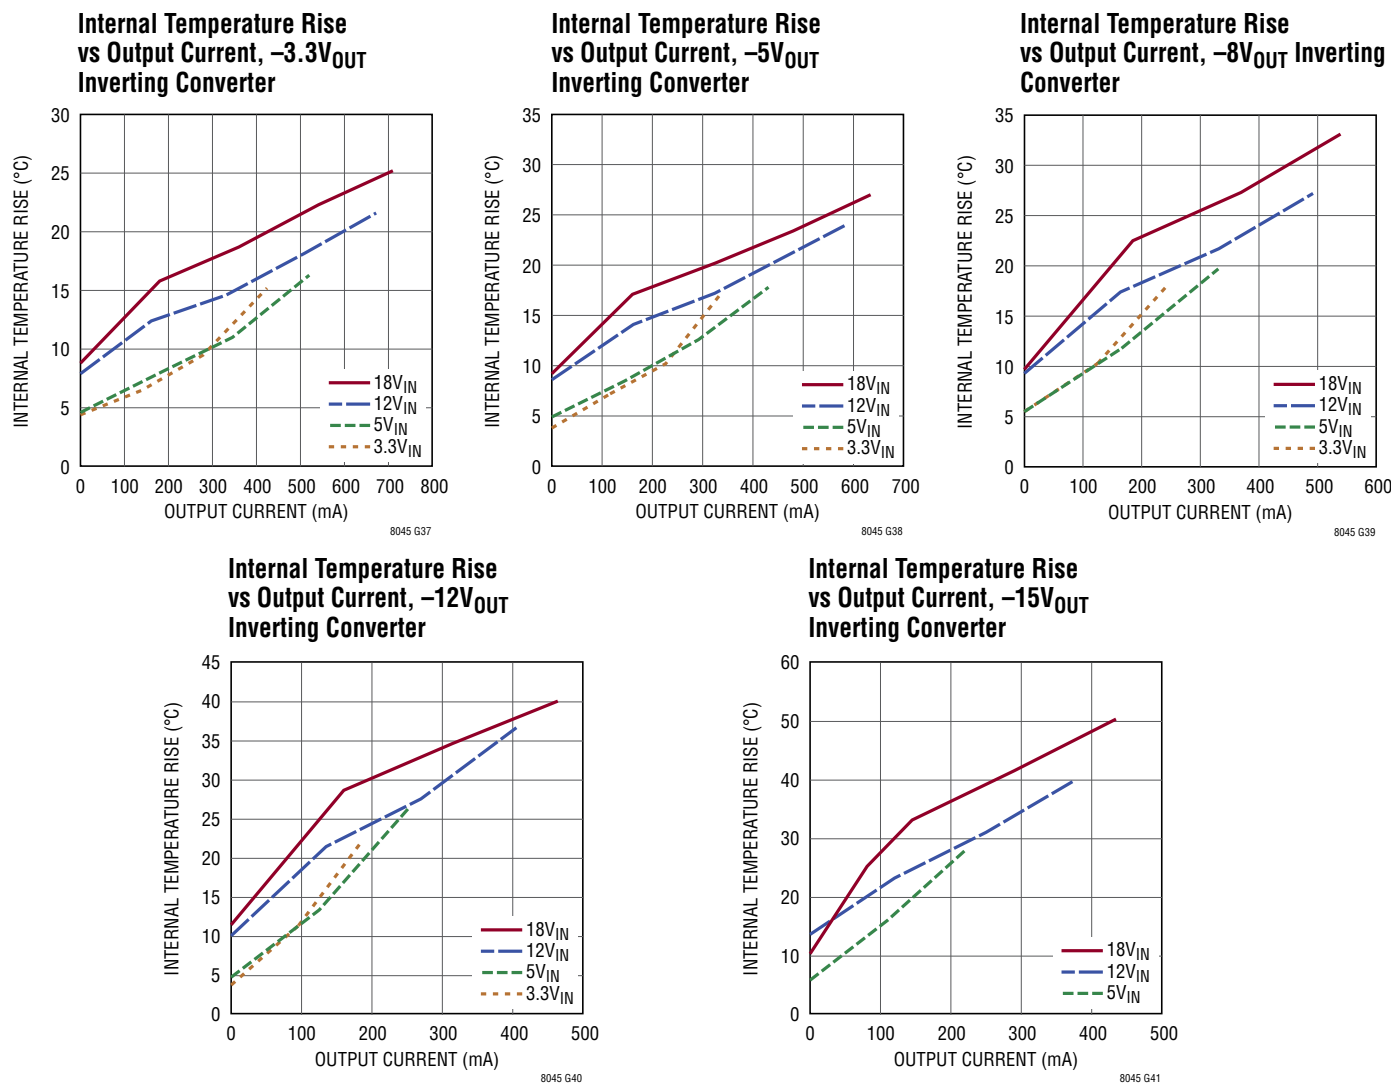 Internal Temperature Rise
vs Output Current, –3.3VOUT
Inverting Converter
30
25
20
15
10
5
0
INTERNAL TEMPERATURE RISE (°C)
18VIN
12VIN
5VIN
3.3VIN
0 100 200 300 400 500 600 700 800
OUTPUT CURRENT (mA)
8045 G37
Internal Temperature Rise
vs Output Current, –5VOUT
Inverting Converter
35
30
25
20
15
10
5
0
INTERNAL TEMPERATURE RISE (°C)
18VIN
12VIN
5VIN
3.3VIN
0 100 200 300 400 500 600 700
OUTPUT CURRENT (mA)
8045 G38
Internal Temperature Rise
vs Output Current, –8VOUT Inverting
Converter
35
30
25
20
15
10
5
0
INTERNAL TEMPERATURE RISE (°C)
18VIN
12VIN
5VIN
3.3VIN
0 100 200 300 400 500 600
OUTPUT CURRENT (mA)
8045 G39
Internal Temperature Rise
vs Output Current, –12VOUT
Inverting Converter
45
40
35
30
25
20
15
10
5
0
INTERNAL TEMPERATURE RISE (°C)
18VIN
12VIN
5VIN
3.3VIN
0 100 200 300 400 500
OUTPUT CURRENT (mA)
8045 G40
Internal Temperature Rise
vs Output Current, –15VOUT
Inverting Converter
60
50
40
30
20
10
0
INTERNAL TEMPERATURE RISE (°C)
18VIN
12VIN
5VIN
0 100 200 300 400 500
OUTPUT CURRENT (mA)
8045 G41